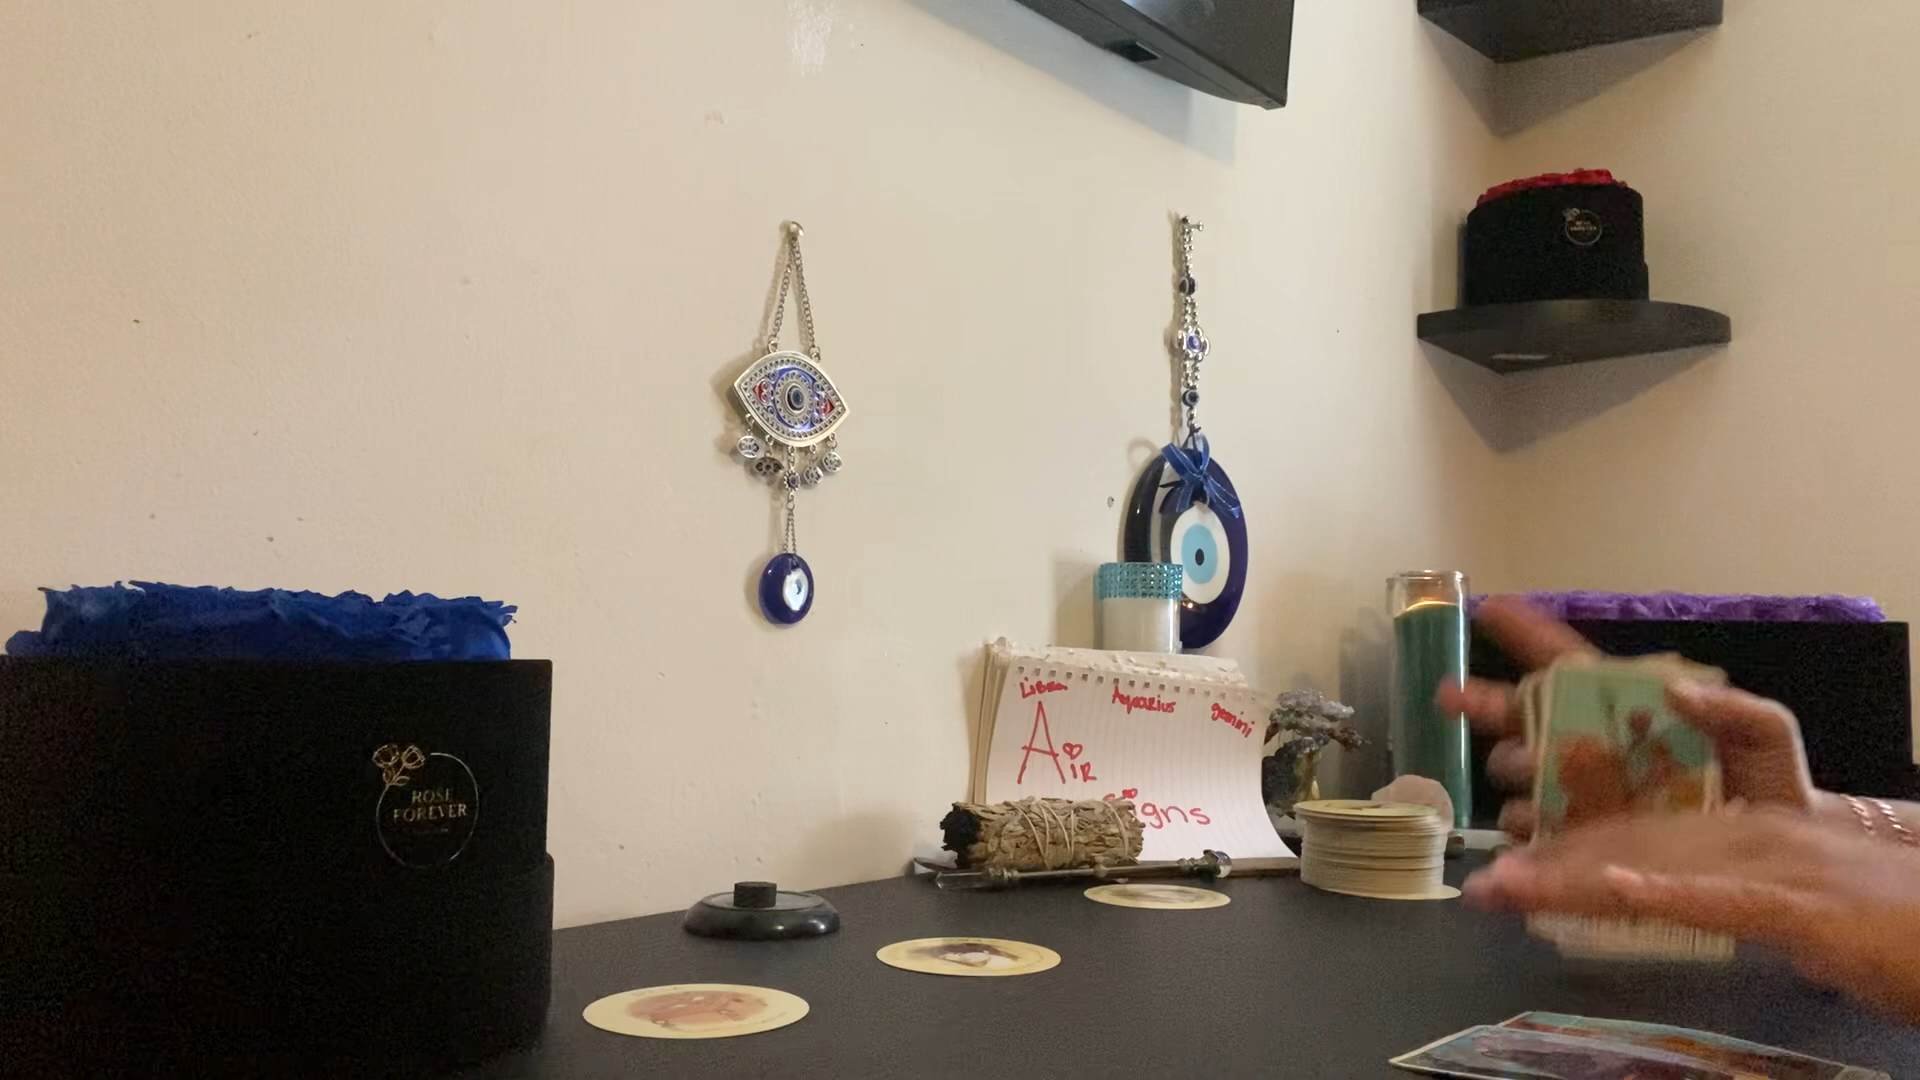 Libra Aquarius gemini
Air
signs
ROSE
FOREVER